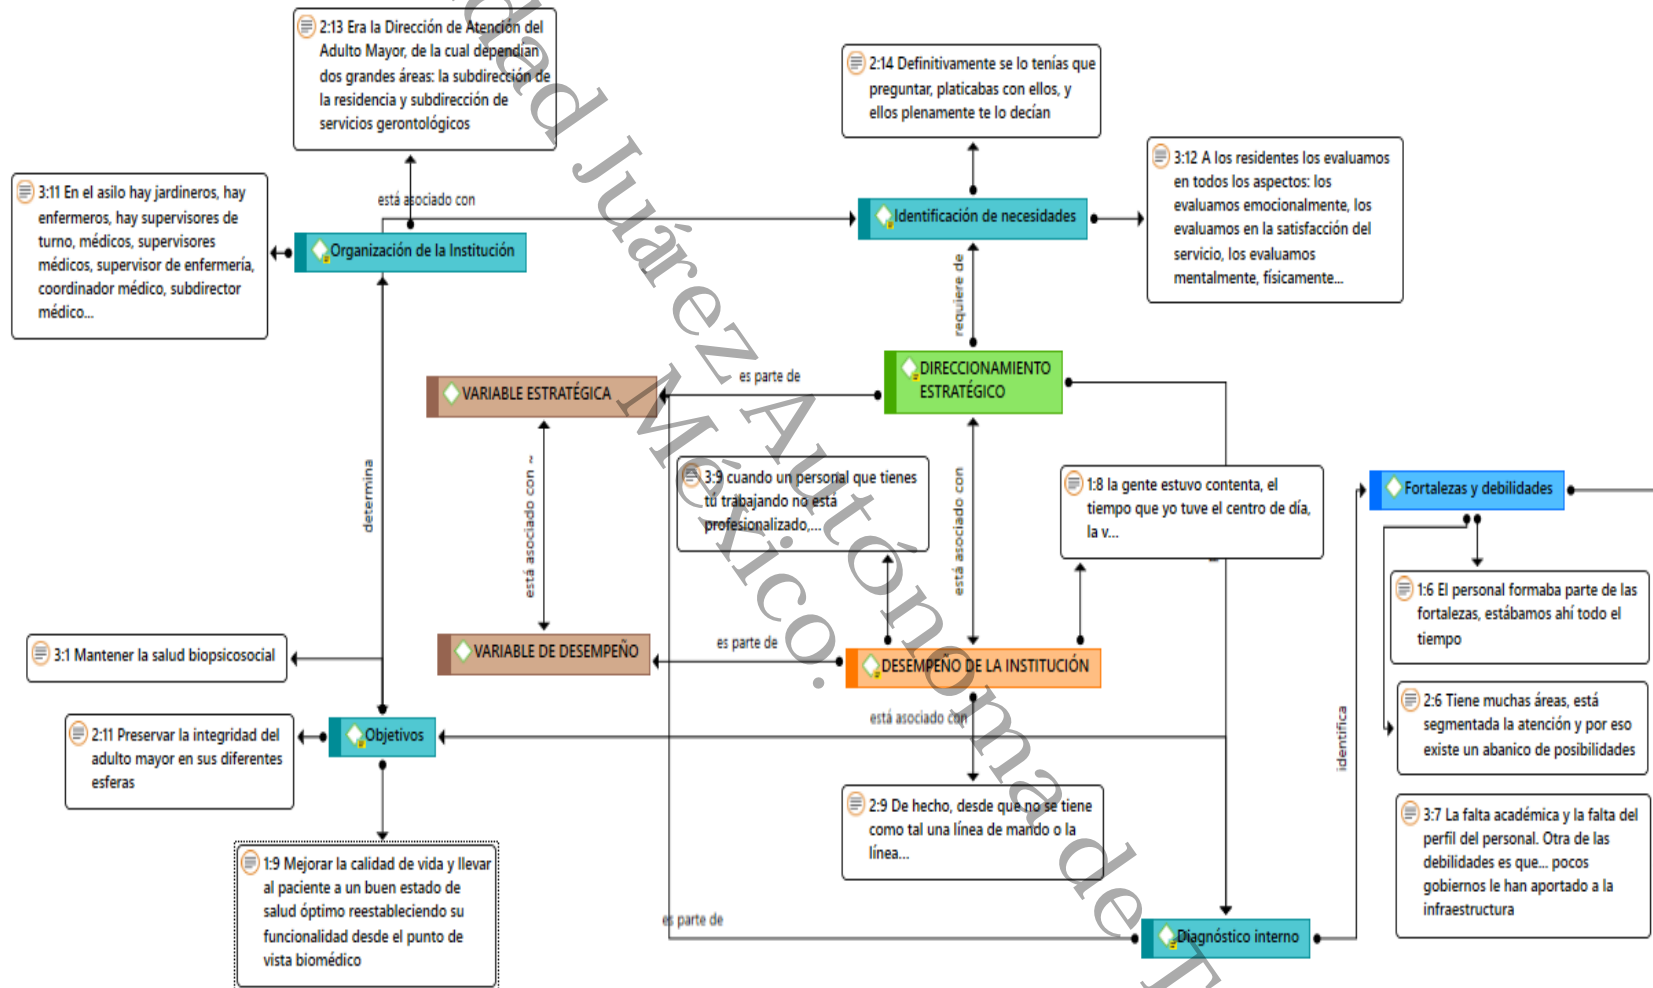 2:13 Era la Dirección de Atención del
Adulto Mayor, de la cual dependían
dos grandes áreas: la subdirección de
la residencia y subdirección de
servicios gerontológicos
2:14 Definitivamente se lo tenías que
preguntar, platicabas con ellos, y
ellos plenamente te lo decían
3:12 A los residentes los evaluamos
en todos los aspectos: los
evaluamos emocionalmente, los
evaluamos en la satisfacción del
servicio, los evaluamos
mentalmente, físicamente...
3:11 En el asilo hay jardineros, hay
enfermeros, hay supervisores de
turno, médicos, supervisores
médicos, supervisor de enfermería,
coordinador médico, subdirector
médico...
está asociado con
Identificación de necesidades
Organización de la Institución
requiere de
DIRECCIONAMIENTO
ESTRATÉGICO
es parte de
VARIABLE ESTRATÉGICA
determina
está asociado con ~
3:9 cuando un personal que tienes
tú trabajando no está
profesionalizado,...
está asociado con
1:8 la gente estuvo contenta, el
tiempo que yo tuve el centro de día,
la v...
Fortalezas y debilidades
1:6 El personal formaba parte de las
fortalezas, estábamos ahí todo el
tiempo
3:1 Mantener la salud biopsicosocial
VARIABLE DE DESEMPEÑO
es parte de
DESEMPEÑO DE LA INSTITUCIÓN
2:6 Tiene muchas áreas, está
segmentada la atención y por eso
existe un abanico de posibilidades
2:11 Preservar la integridad del
adulto mayor en sus diferentes
esferas
Objetivos
está asociado con
identifica
2:9 De hecho, desde que no se tiene
como tal una línea de mando o la
línea...
3:7 La falta académica y la falta del
perfil del personal. Otra de las
debilidades es que... pocos
gobiernos le han aportado a la
infraestructura
1:9 Mejorar la calidad de vida y llevar
al paciente a un buen estado de
salud óptimo reestableciendo su
funcionalidad desde el punto de
vista biomédico
es parte de
Diagnóstico interno
dad Juárez Autónoma de T
México.